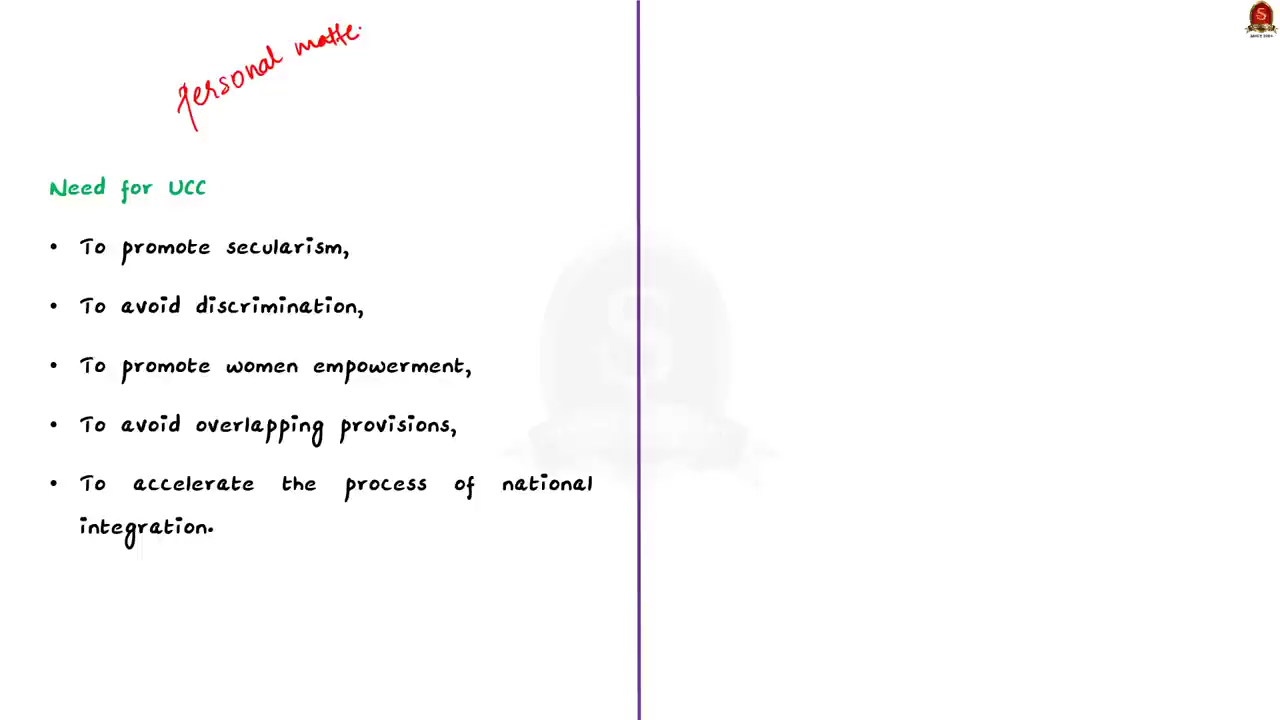 personal matte.
Need for UCC
• To promote secularism,
• To avoid discrimination,
• To promote women empowerment,
• To avoid overlapping provisions,
• To accelerate the process of national
integration.
S
S